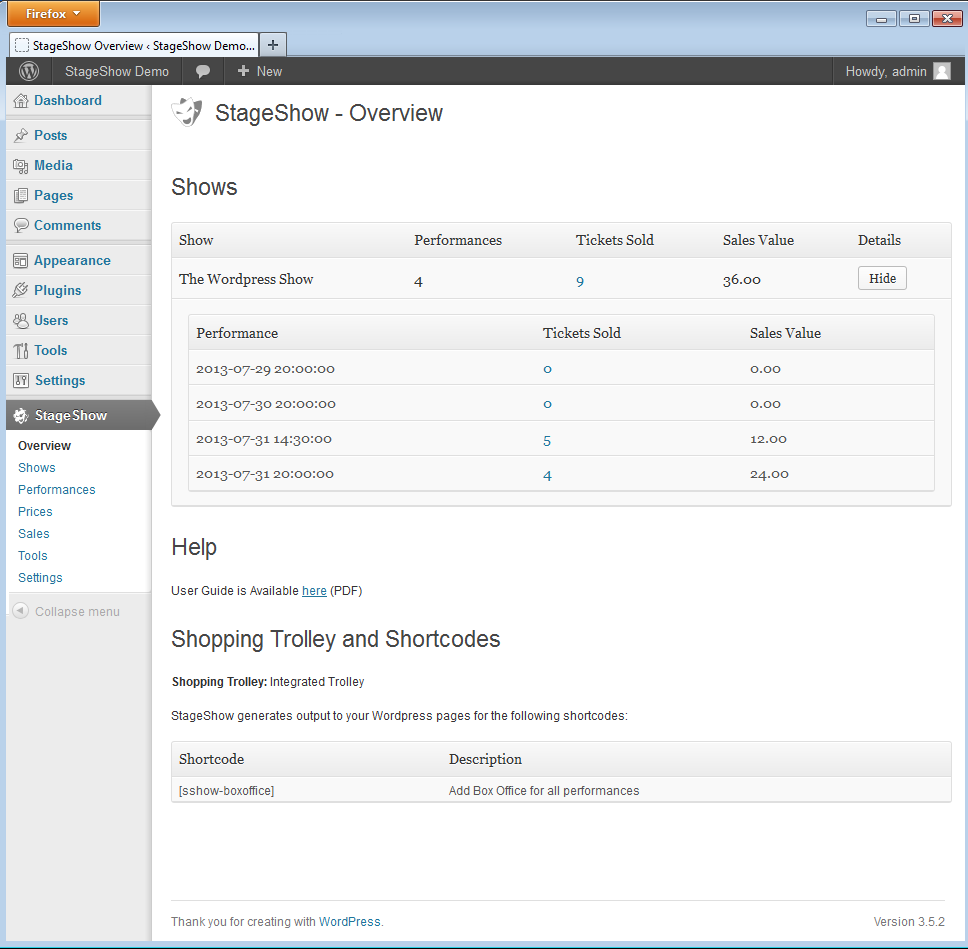 Firefox
StageShow Overview ‹ StageShow Demo...
StageShow Demo + New Howdy, admin
Dashboard
Posts
Media
Pages
Comments
Appearance
Plugins
Users
Tools
Settings
StageShow
Overview
Shows
Performances
Prices
Sales
Tools
Settings
Collapse menu
StageShow - Overview
Shows
Show Performances Tickets Sold Sales Value Details
The Wordpress Show 4 9 36.00 Hide
Performance Tickets Sold Sales Value
2013-07-29 20:00:00 0 0.00
2013-07-30 20:00:00 0 0.00
2013-07-31 14:30:00 5 12.00
2013-07-31 20:00:00 4 24.00
Help
User Guide is Available here (PDF)
Shopping Trolley and Shortcodes
Shopping Trolley: Integrated Trolley
StageShow generates output to your Wordpress pages for the following shortcodes:
Shortcode Description
[sshow-boxoffice] Add Box Office for all performances
Thank you for creating with WordPress. Version 3.5.2